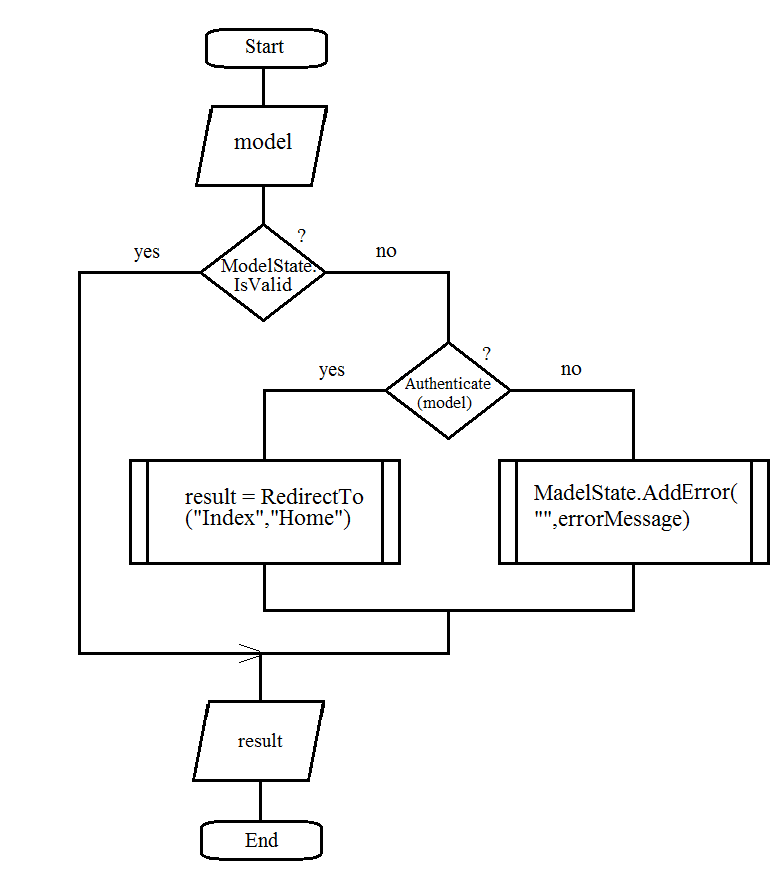 Start
model
?
yes
no
ModelState.
IsValid
?
yes
no
Authenticate
(model)
result = RedirectTo
("Index","Home")
MadelState.AddError(
"",errorMessage)
result
End